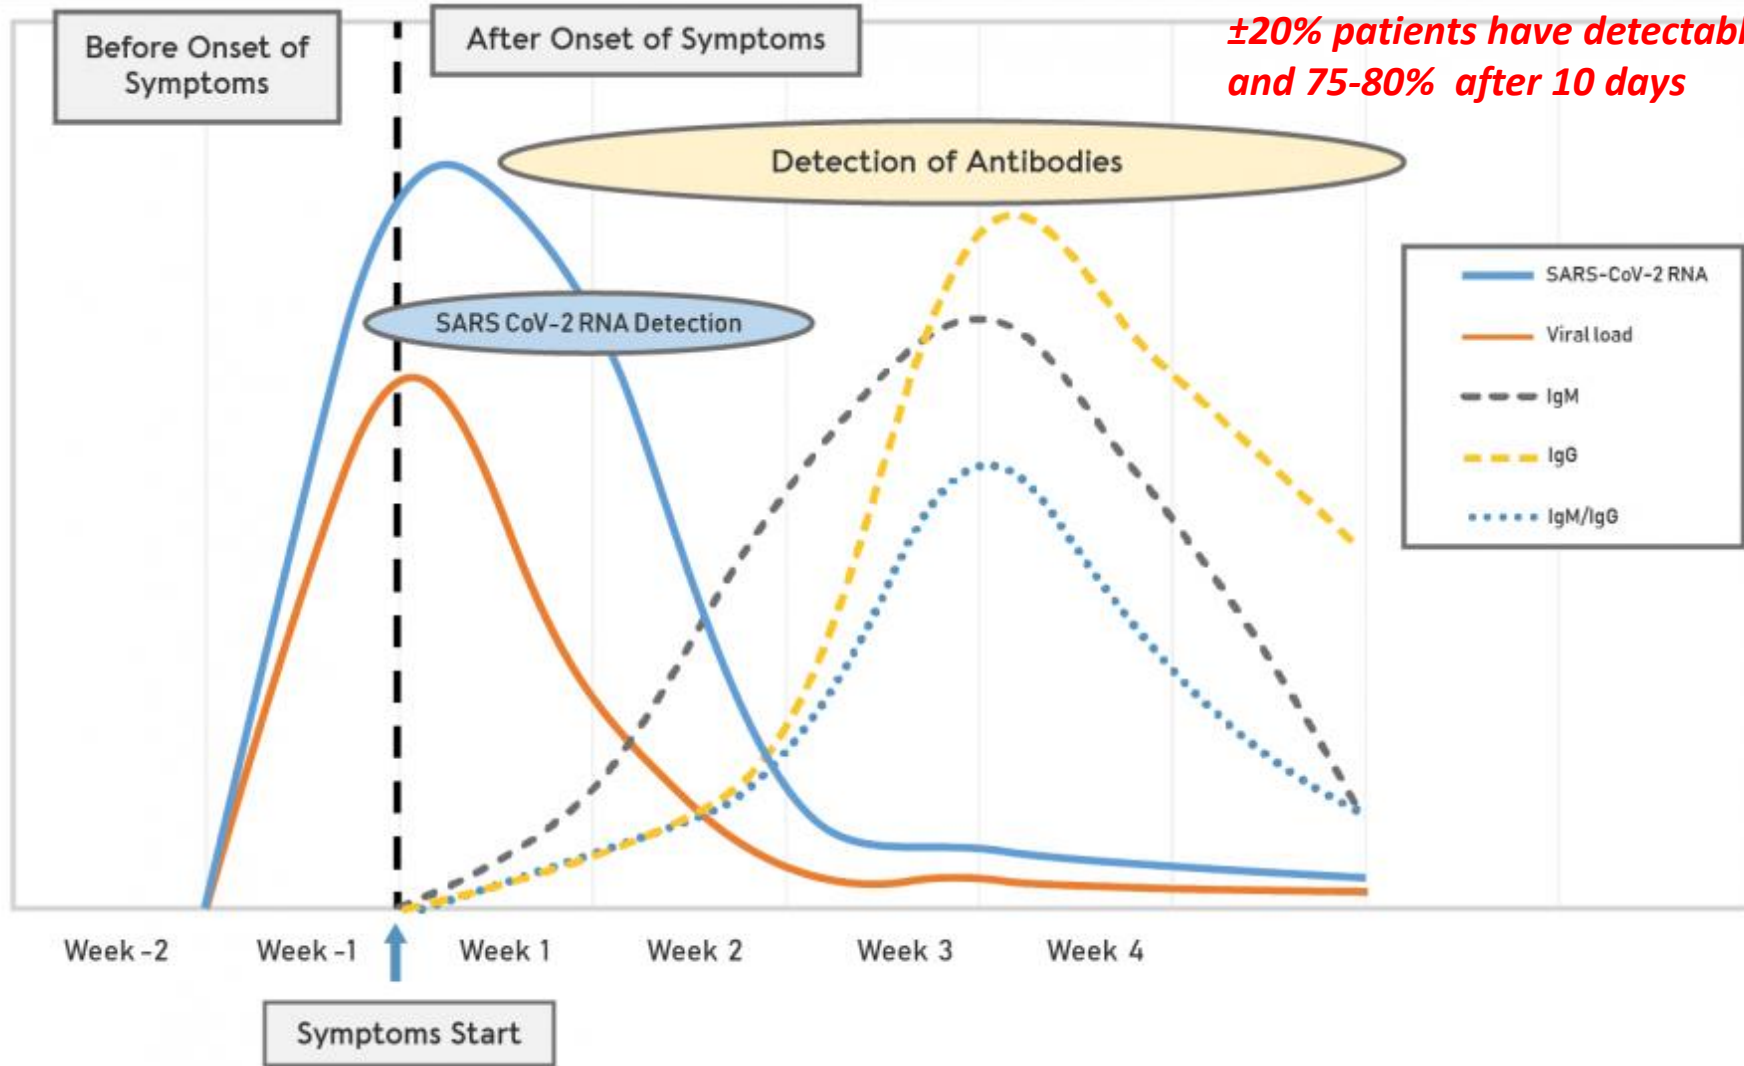 Before Onset of
Symptoms
After Onset of Symptoms
±20% patients have
and 75-80% after 10 days
Detection of Antibodies
SARS CoV-2 RNA Detection
SARS-CoV-2 RNA
Viral load
IgM
IgG
IgM/IgG
Week -2
Week -1
Week 1
Week 2
Week 3
Week 4
Symptoms Start